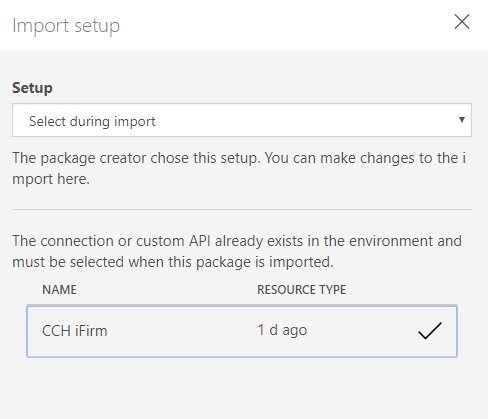 Import setup
Setup
Select during import
The package creator chose this setup. You can make changes to the i
mport here.
The connection or custom API already exists in the environment and
must be selected when this package is imported.
NAME RESOURCE TYPE
CCH iFirm 1 d ago